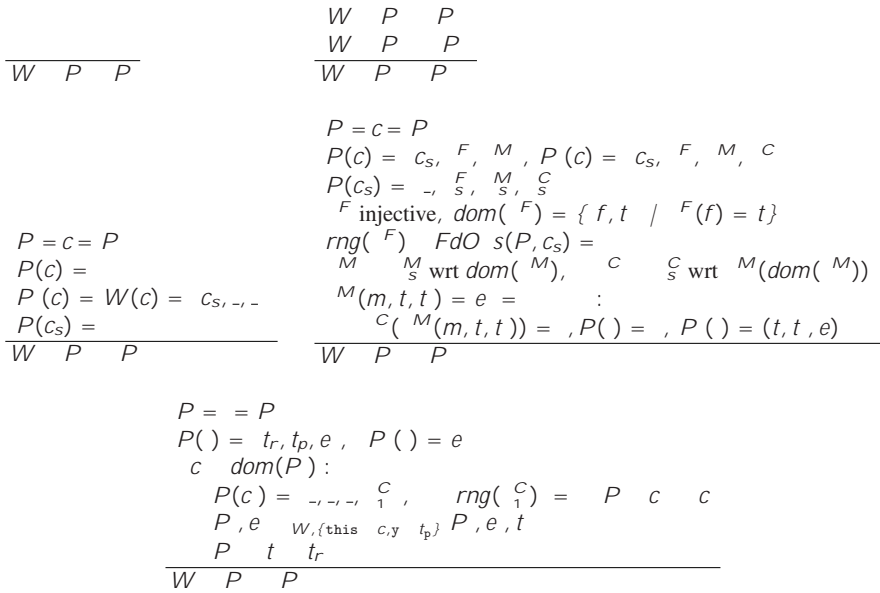 W P P
W P P
W P P
W P P
P = c = P
P(c) = c_s, ^F, ^M , P (c) = c_s, ^F, ^M, ^C
P(c_s) = _, ^F_s, ^M_s, ^C_s
^F injective, dom( ^F) = { f, t | ^F(f) = t}
rng( ^F) FdO s(P, c_s) =
^M ^M_s wrt dom( ^M), ^C ^C_s wrt ^M(dom( ^M))
^M(m, t, t ) = e = :
^C( ^M(m, t, t )) = , P( ) = , P ( ) = (t, t , e)
W P P
P = c = P
P(c) =
P (c) = W(c) = c_s, _, _
P(c_s) =
W P P
P = = P
P( ) = t_r, t_p, e , P ( ) = e
c dom(P ) :
P(c ) = _, _, _, ^C_1 , rng( ^C_1) = P c c
P , e W,{this c,y t_p} P , e , t
P t t_r
W P P